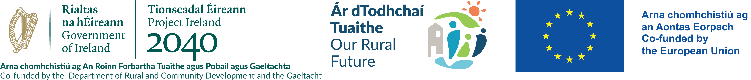 Rialtas
na hÉireann
Government
of Ireland
Tionscadal Éireann
Project Ireland
2040
Ár dTodhchaí
Tuaithe
Our Rural
Future
Arna chomhchistiú ag
an Aontas Eorpach
Co-funded by
the European Union
Arna chomhchistiú ag An Roinn Forbartha Tuaithe agus Pobail agus Gaeltachta
Co-funded by the Department of Rural and Community Development and the Gaeltacht